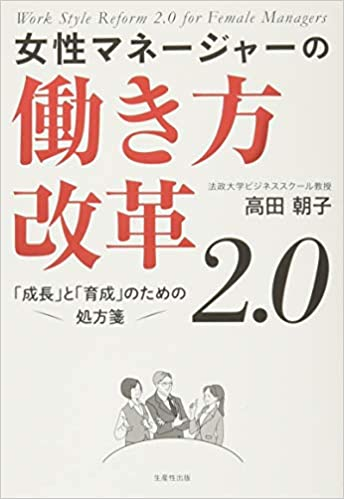 Work Style Reform 2.0 for Female Managers
女性マネージャーの
働き方
改革
2.0
法政大学ビジネススクール教授
高田 朝子
「成長」と「育成」のための
処方箋
生産性出版